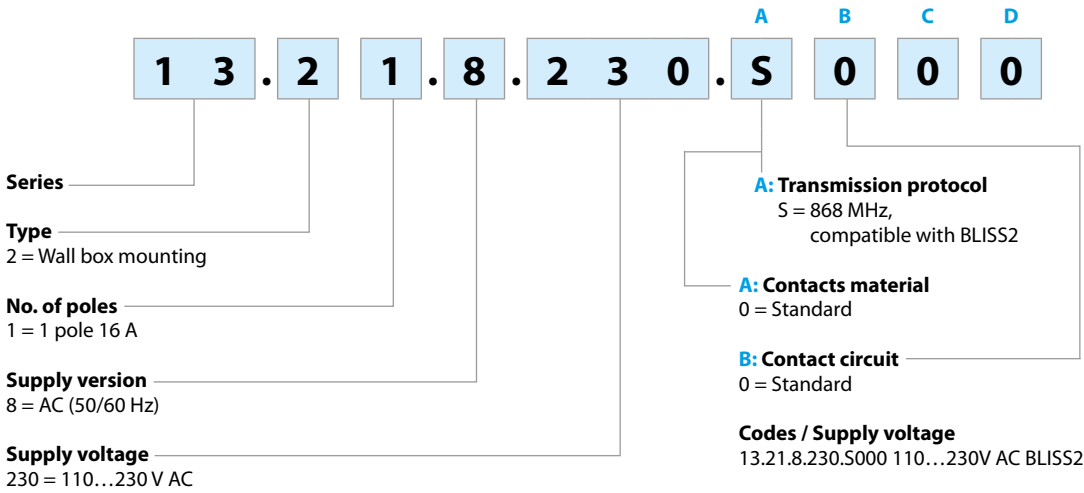 A B C D
1 3 . 2 1 . 8 . 2 3 0 . S 0 0 0
Series
Type
2 = Wall box mounting
No. of poles
1 = 1 pole 16 A
Supply version
8 = AC (50/60 Hz)
Supply voltage
230 = 110…230 V AC
A: Transmission protocol
S = 868 MHz,
compatible with BLISS2
A: Contacts material
0 = Standard
B: Contact circuit
0 = Standard
Codes / Supply voltage
13.21.8.230.S000 110…230V AC BLISS2